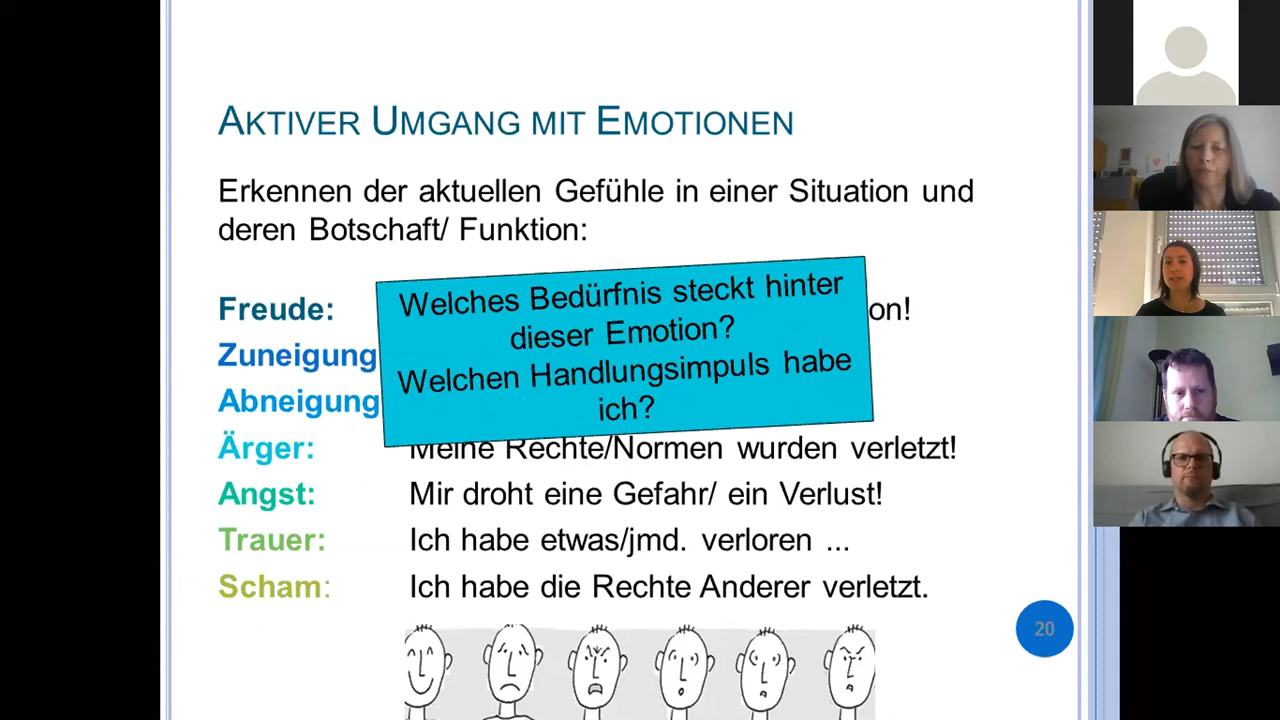 AKTIVER UMGANG MIT EMOTIONEN
Erkennen der aktuellen Gefühle in einer Situation und
deren Botschaft/ Funktion:
Welches Bedürfnis steckt hinter
dieser Emotion?
Welchen Handlungsimpuls habe
ich?
Freude: on!
Zuneigung
Abneigung
Ärger: Meine Rechte/Normen wurden verletzt!
Angst: Mir droht eine Gefahr/ ein Verlust!
Trauer: Ich habe etwas/jmd. verloren ...
Scham: Ich habe die Rechte Anderer verletzt.
20